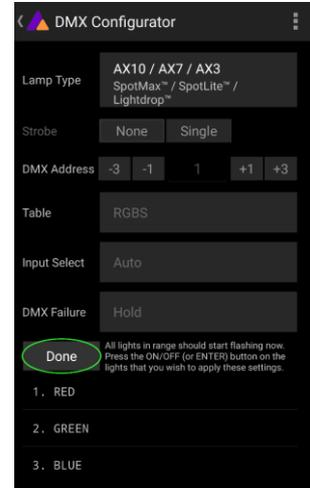 DMX Configurator
Lamp Type
AX10 / AX7 / AX3
SpotMax™ / SpotLite™ /
Lightdrop™
Strobe None Single
DMX Address -3 -1 1 +1 +3
Table RGBS
Input Select Auto
DMX Failure Hold
Done
All lights in range should start flashing now.
Press the ON/OFF (or ENTER) button on the
lights that you wish to apply these settings.
1. RED
2. GREEN
3. BLUE